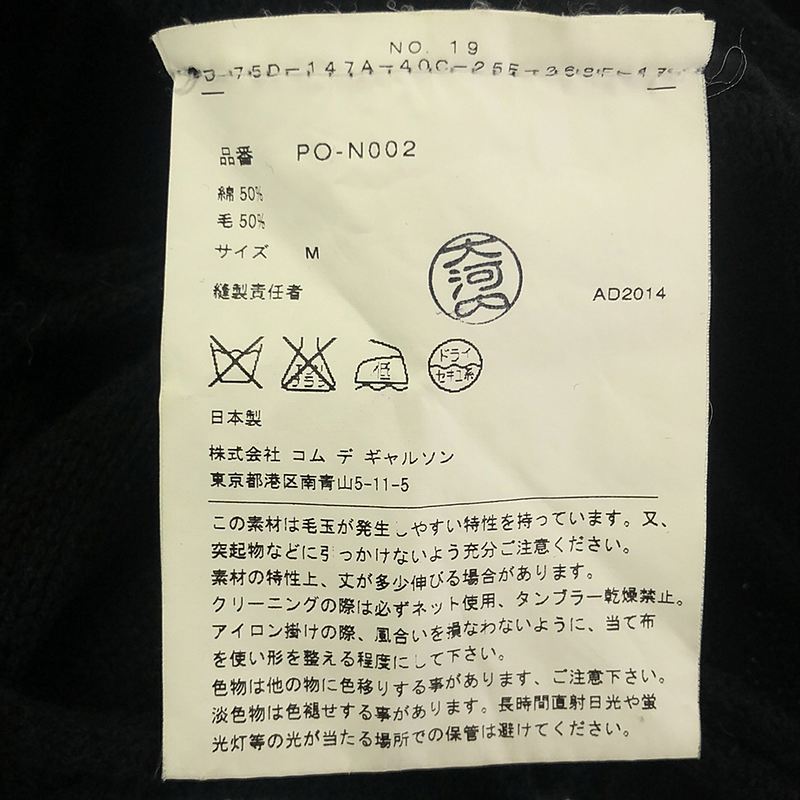 NO. 19
品番 PO-N002
綿 50%
毛 50%
サイズ M
縫製責任者 AD2014
大河
エンソ
サラシ
低
ドライ
セキユ系
日本製
株式会社 コム デ ギャルソン
東京都港区南青山5-11-5
この素材は毛玉が発生しやすい特性を持っています。又、
突起物などに引っかけないよう充分ご注意ください。
素材の特性上、丈が多少伸びる場合があります。
クリーニングの際は必ずネット使用、タンブラー乾燥禁止。
アイロン掛けの際、風合いを損なわないように、当て布
を使い形を整える程度にして下さい。
色物は他の物に色移りする事があります、ご注意下さい。
淡色物は色褪せする事があります。長時間直射日光や蛍
光灯等の光が当たる場所での保管は避けてください。